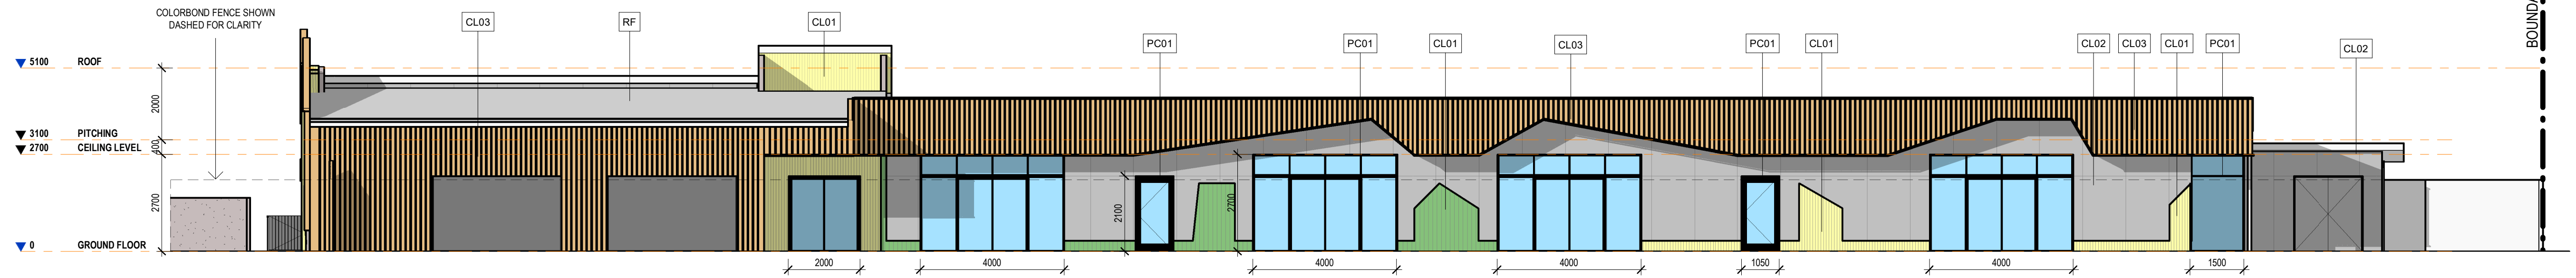 COLORBOND FENCE SHOWN
DASHED FOR CLARITY
CL03
RF
CL01
PC01
PC01
CL01
CL03
PC01
CL01
CL02
CL03
CL01
PC01
CL02
BOUNDA
5100 ROOF
2000
3100 PITCHING
400
2700 CEILING LEVEL
2700
2100
2700
0 GROUND FLOOR
2000
4000
4000
4000
1050
4000
1500